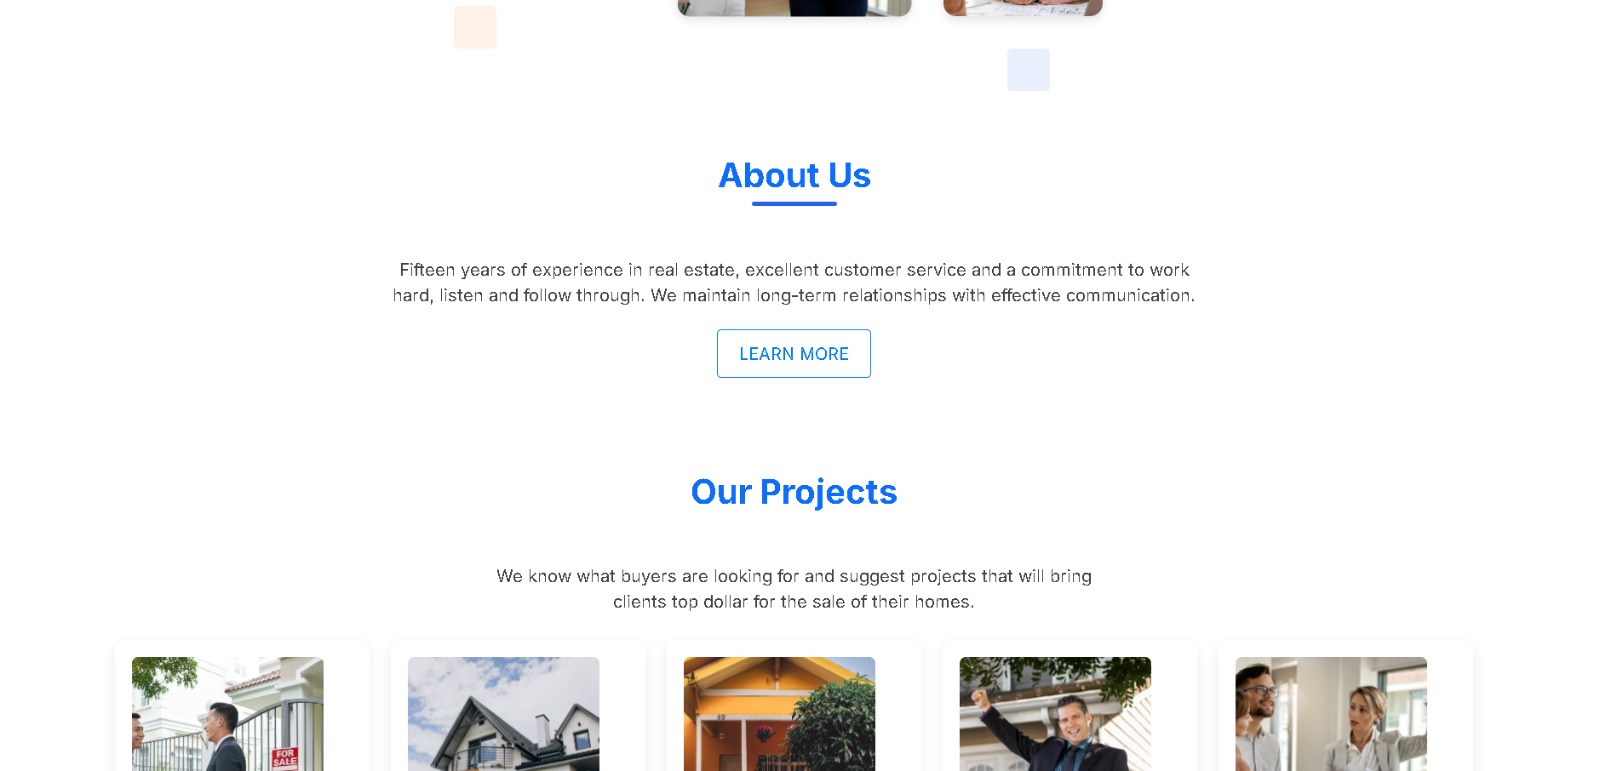 About Us
Fifteen years of experience in real estate, excellent customer service and a commitment to work
hard, listen and follow through. We maintain long-term relationships with effective communication.
LEARN MORE
Our Projects
We know what buyers are looking for and suggest projects that will bring
clients top dollar for the sale of their homes.
FOR
SALE